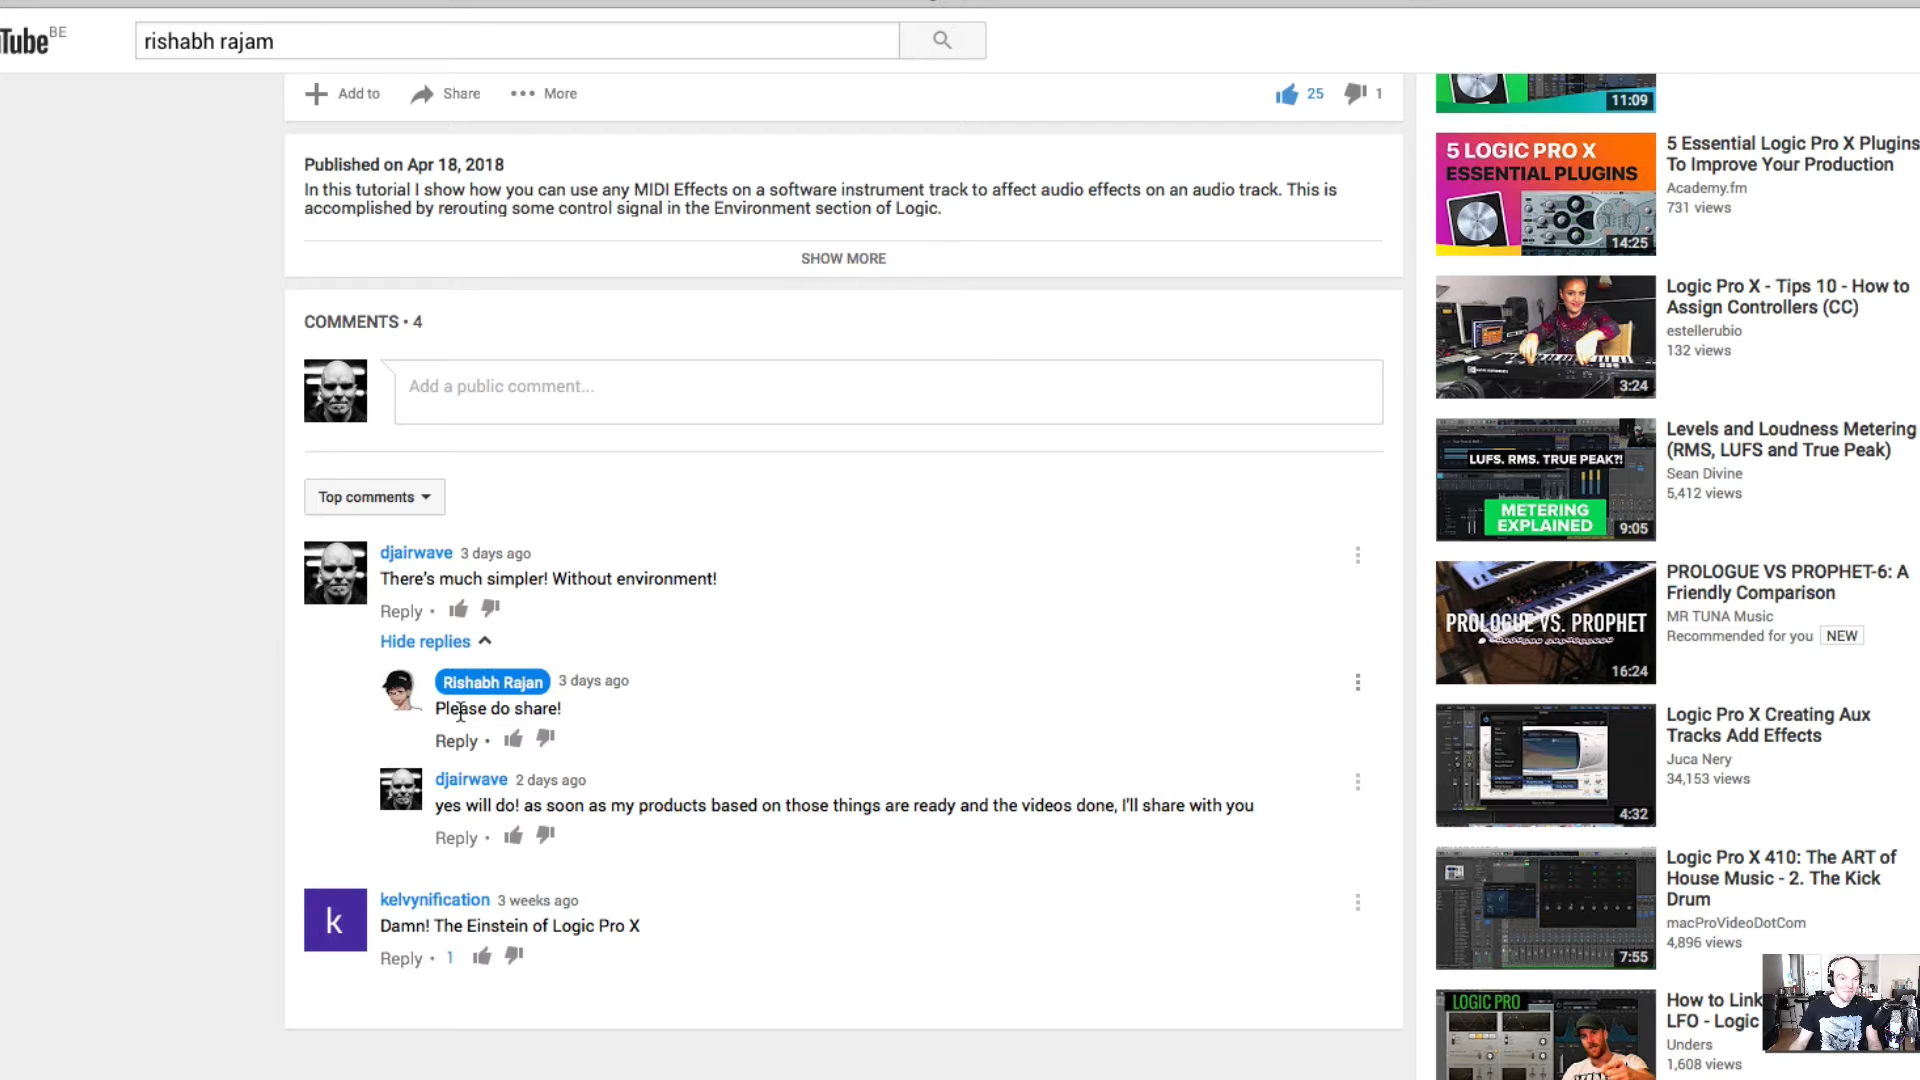 Tube BE
rishabh rajam
Add to
Share
More
25
1
Published on Apr 18, 2018
In this tutorial I show how you can use any MIDI Effects on a software instrument track to affect audio effects on an audio track. This is
accomplished by rerouting some control signal in the Environment section of Logic.
SHOW MORE
COMMENTS • 4
Add a public comment...
Top comments
djairwave 3 days ago
There's much simpler! Without environment!
Reply •
Hide replies
Rishabh Rajan 3 days ago
Please do share!
Reply •
djairwave 2 days ago
yes will do! as soon as my products based on those things are ready and the videos done, I'll share with you
Reply •
k
kelvynification 3 weeks ago
Damn! The Einstein of Logic Pro X
Reply • 1
11:09
5 LOGIC PRO X
ESSENTIAL PLUGINS
14:25
5 Essential Logic Pro X Plugins
To Improve Your Production
Academy.fm
731 views
3:24
Logic Pro X - Tips 10 - How to
Assign Controllers (CC)
estellerubio
132 views
LUFS. RMS. TRUE PEAK?!
METERING
EXPLAINED
9:05
Levels and Loudness Metering
(RMS, LUFS and True Peak)
Sean Divine
5,412 views
PROLOGUE VS. PROPHET
16:24
PROLOGUE VS PROPHET-6: A
Friendly Comparison
MR TUNA Music
Recommended for you NEW
4:32
Logic Pro X Creating Aux
Tracks Add Effects
Juca Nery
34,153 views
7:55
Logic Pro X 410: The ART of
House Music - 2. The Kick
Drum
macProVideoDotCom
4,896 views
LOGIC PRO
How to Link
LFO - Logic
Unders
1,608 views